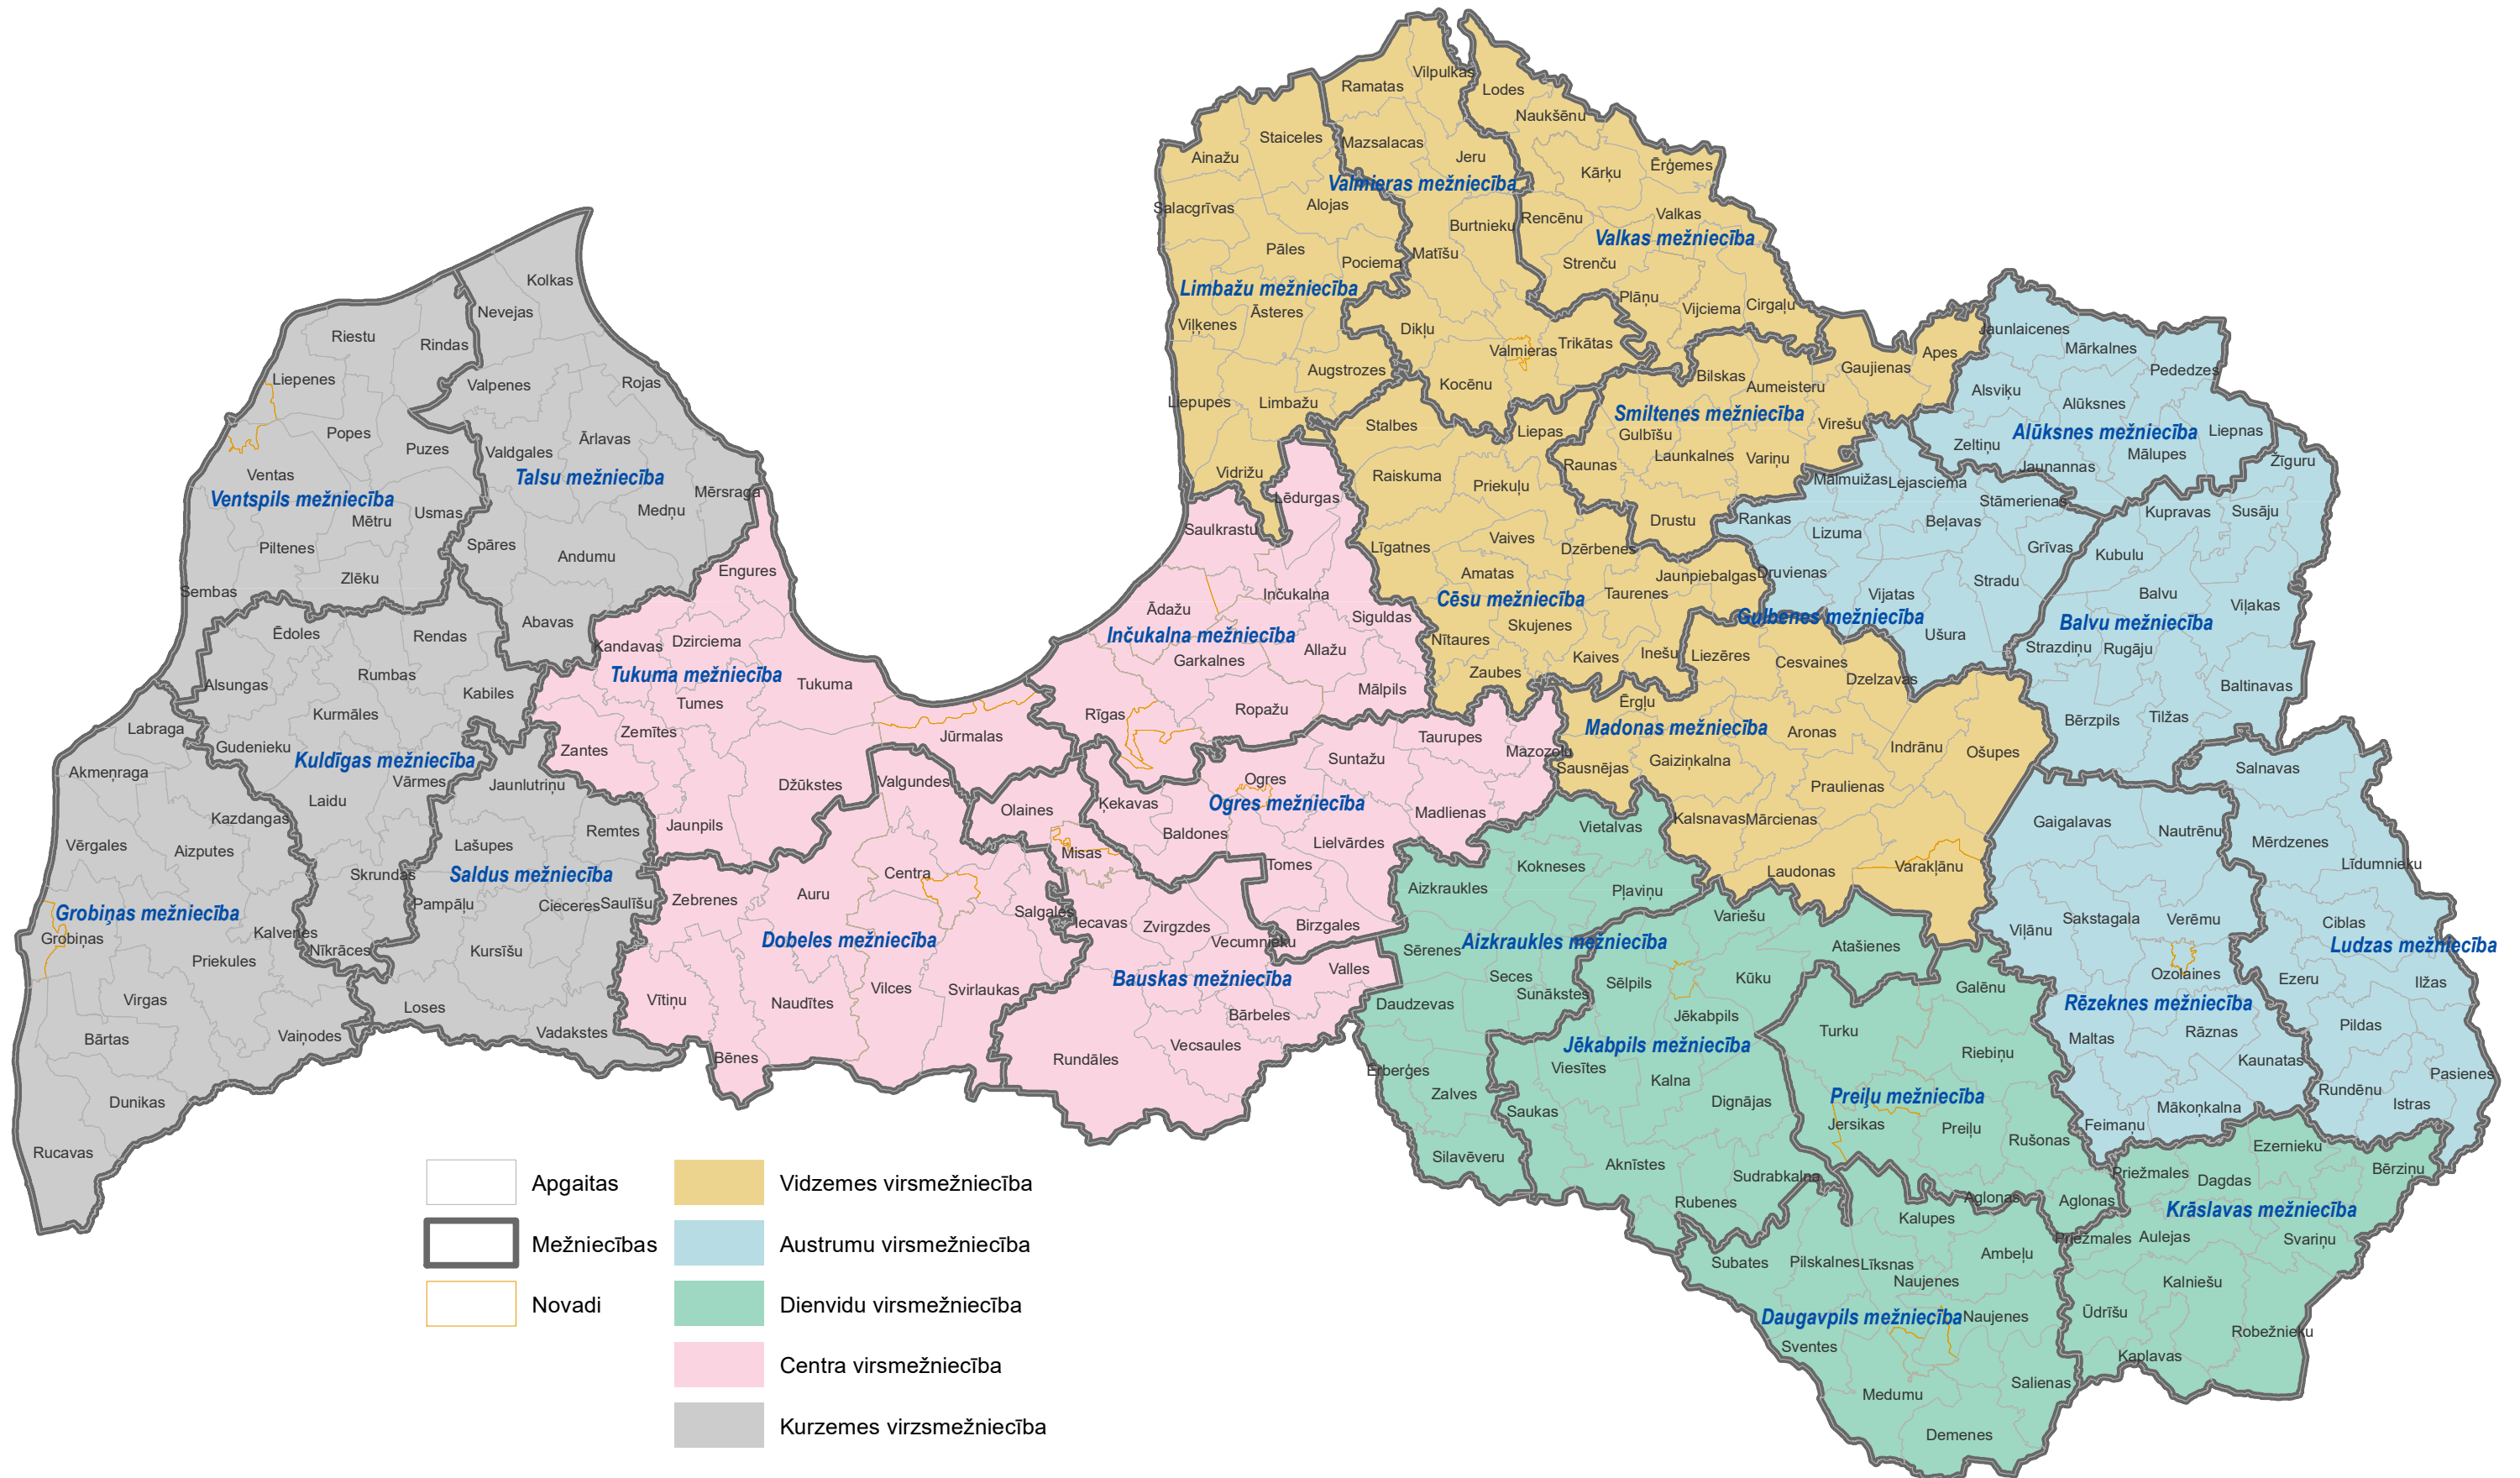 Vilpulkas
Ramatas
Lodes
Naukšēnu
Staiceles
Mazsalacas
Ainažu
Jeru
Ērģemes
Kārķu
Valmieras mežniecība
Salacgrīvas
Alojas
Rencēnu
Valkas
Burtnieku
Valkas mežniecība
Pāles
Matīšu
Pociema
Strenču
Limbažu mežniecība
Plāņu
Vijciema
Cirgaļu
Āsteres
Viļķenes
Dikļu
Trikātas
Valmieras
Augstrozes
Kocēnu
Liepupes
Limbažu
Kolkas
Nevejas
Riestu
Rindas
Liepenes
Valpenes
Rojas
Popes
Puzes
Valdgales
Ārlavas
Ventas
Talsu mežniecība
Ventspils mežniecība
Mērsraga
Medņu
Usmas
Mētru
Piltenes
Spāres
Andumu
Zlēku
Sembas
Abavas
Jaunlaicenes
Apes
Mārkalnes
Pededzes
Gaujienas
Bilskas
Aumeisteru
Alsviķu
Alūksnes
Smiltenes mežniecība
Virešu
Alūksnes mežniecība
Liepnas
Stalbes
Liepas
Gulbīšu
Zeltiņu
Mālupes
Launkalnes
Variņu
Raunas
Jaunannas
Žīguru
Vidrižu
Raiskuma
Priekuļu
Malmuižas
Lejasciema
Stāmerienas
Lēdurgas
Drustu
Rankas
Beļavas
Kupravas
Susāju
Saulkrastu
Līgatnes
Vaives
Dzērbenes
Lizuma
Grīvas
Kubulu
Engures
Amatas
Jaunpiebalgas
Druvienas
Stradu
Inčukalna
Cēsu mežniecība
Taurenes
Vijatas
Balvu
Viļakas
Ādažu
Siguldas
Gulbenes mežniecība
Balvu mežniecība
Inčukalna mežniecība
Nītaures
Skujenes
Ušura
Strazdiņu
Rugāju
Ēdoles
Rendas
Kandavas
Dzirciema
Garkalnes
Allažu
Kaives
Inešu
Liezēres
Cesvaines
Dzelzavas
Baltinavas
Alsungas
Rumbas
Kabiles
Tukuma mežniecība
Tukuma
Mālpils
Zaubes
Ērgļu
Kurmāles
Tumes
Rīgas
Ropažu
Bērzpils
Tilžas
Labraga
Gudenieku
Zantes
Zemītes
Jūrmalas
Taurupes
Madonas mežniecība
Aronas
Indrānu
Ošupes
Kuldīgas mežniecība
Mazozolu
Akmeņraga
Suntažu
Sausnējas
Gaiziņkalna
Salnavas
Vārmes
Jaunlutriņu
Džūkstes
Valgundes
Ogres
Praulienas
Laidu
Olaines
Ķekavas
Ogres mežniecība
Madlienas
Kazdangas
Jaunpils
Remtes
Baldones
Vietalvas
Kalsnavas
Mārcienas
Gaigalavas
Nautrēnu
Vērgales
Aizputes
Lašupes
Misas
Lielvārdes
Mērdzenes
Skrundas
Saldus mežniecība
Centra
Tomes
Kokneses
Laudonas
Varakļānu
Līdumnieku
Zebrenes
Auru
Aizkraukles
Pļaviņu
Pampāļu
Cieceres
Saulīšu
Salgales
Iecavas
Zvirgzdes
Birzgales
Variešu
Sakstagala
Verēmu
Ciblas
Grobiņas mežniecība
Grobiņas
Kalvenes
Dobeles mežniecība
Vecumnieku
Aizkraukles mežniecība
Atašienes
Viļānu
Ludzas mežniecība
Priekules
Nīkrāces
Kursīšu
Sērenes
Bauskas mežniecība
Valles
Seces
Sunākstes
Sēlpils
Kūku
Galēnu
Ozolaines
Ezeru
Ilžas
Virgas
Loses
Vītiņu
Naudītes
Vilces
Svirlaukas
Daudzevas
Jēkabpils
Rēzeknes mežniecība
Bārtas
Vaiņodes
Vadakstes
Bārbeles
Turku
Pildas
Bēnes
Rundāles
Vecsaules
Jēkabpils mežniecība
Riebiņu
Maltas
Rāznas
Ērberģes
Viesītes
Kalna
Kaunatas
Pasienes
Dunikas
Zalves
Saukas
Dignājas
Preiļu mežniecība
Rundēnu
Istras
Mākoņkalna
Jersikas
Preiļu
Rušonas
Feimaņu
Rucavas
Silavēveru
Aknīstes
Sudrabkalna
Ezernieku
Priežmales
Dagdas
Bērziņu
Rubenes
Aglonas
Aglonas
Krāslavas mežniecība
Kalupes
Priežmales
Aulejas
Svariņu
Subates
Pilskalnes
Līksnas
Ambeļu
Naujenes
Kalniešu
Daugavpils mežniecība
Naujenes
Ūdrīšu
Robežnieku
Sventes
Kaplavas
Medumu
Salienas
Demenes
Apgaitas
Mežniecības
Novadi
Vidzemes virsmežniecība
Austrumu virsmežniecība
Dienvidu virsmežniecība
Centra virsmežniecība
Kurzemes virzsmežniecība